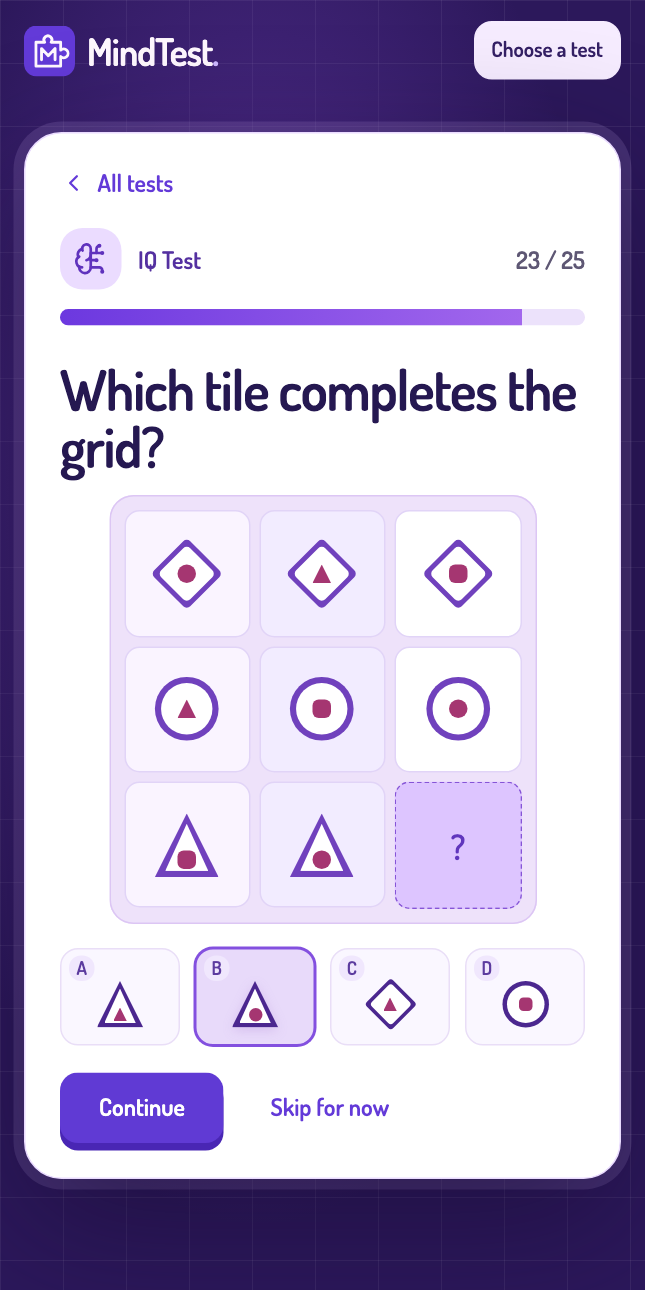 MindTest.
Choose a test
All tests
IQ Test
23 / 25
Which tile completes the
grid?
?
A
B
C
D
Continue
Skip for now